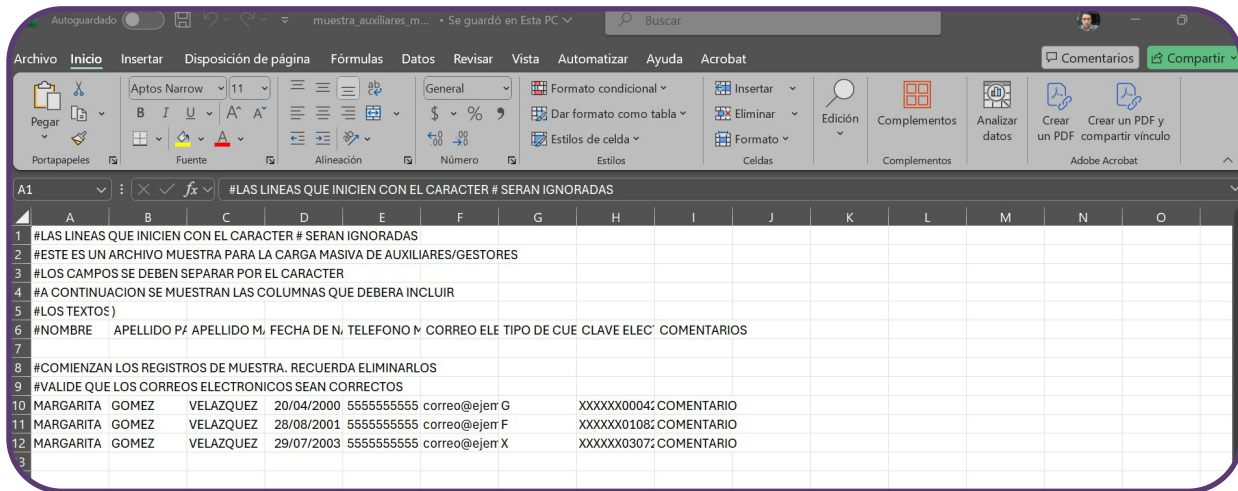 Autoguardado muestra_auxiliares_m... • Se guardó en Esta PC Buscar
Archivo Inicio Insertar Disposición de página Fórmulas Datos Revisar Vista Automatizar Ayuda Acrobat Comentarios Compartir
Pegar Aptos Narrow 11 General Formato condicional Insertar Edición Complementos Analizar datos Crear un PDF Crear un PDF y compartir vínculo
N K S Dar formato como tabla Eliminar
Estilos de celda Formato
Portapapeles Fuente Alineación Número Estilos Celdas Complementos Adobe Acrobat
A1 fx #LAS LINEAS QUE INICIEN CON EL CARACTER # SERAN IGNORADAS
A B C D E F G H I J K L M N O
1 #LAS LINEAS QUE INICIEN CON EL CARACTER # SERAN IGNORADAS
2 #ESTE ES UN ARCHIVO MUESTRA PARA LA CARGA MASIVA DE AUXILIARES/GESTORES
3 #LOS CAMPOS SE DEBEN SEPARAR POR EL CARACTER
4 #A CONTINUACION SE MUESTRAN LAS COLUMNAS QUE DEBERA INCLUIR
5 #LOS TEXTOS)
6 #NOMBRE APELLIDO PA APELLIDO MA FECHA DE NA TELEFONO M CORREO ELE TIPO DE CUE CLAVE ELEC COMENTARIOS
7
8 #COMIENZAN LOS REGISTROS DE MUESTRA. RECUERDA ELIMINARLOS
9 #VALIDE QUE LOS CORREOS ELECTRONICOS SEAN CORRECTOS
10 MARGARITA GOMEZ VELAZQUEZ 20/04/2000 5555555555 correo@ejem G XXXXXX00042 COMENTARIO
11 MARGARITA GOMEZ VELAZQUEZ 28/08/2001 5555555555 correo@ejem F XXXXXX01082 COMENTARIO
12 MARGARITA GOMEZ VELAZQUEZ 29/07/2003 5555555555 correo@ejem X XXXXXX03072 COMENTARIO